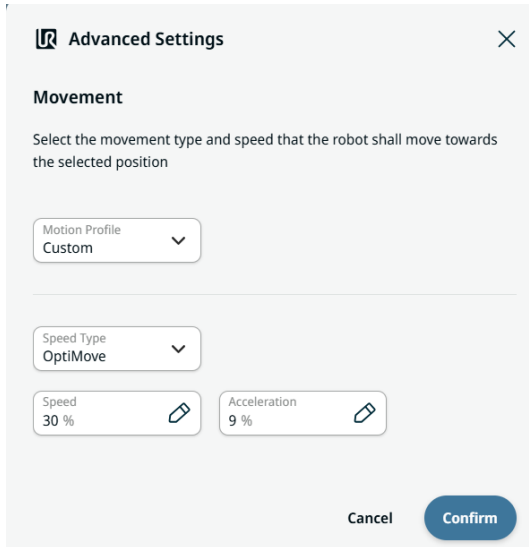 UR Advanced Settings
Movement
Select the movement type and speed that the robot shall move towards
the selected position
Motion Profile
Custom
Speed Type
OptiMove
Speed
30 %
Acceleration
9 %
Cancel
Confirm